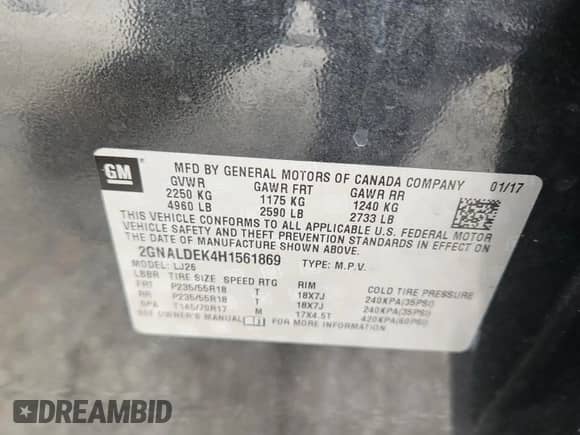 GM
MFD BY GENERAL MOTORS OF CANADA COMPANY 01/17
GVWR GAWR FRT GAWR RR
2250 KG 1175 KG 1240 KG
4960 LB 2590 LB 2733 LB
THIS VEHICLE CONFORMS TO ALL APPLICABLE U.S. FEDERAL MOTOR
VEHICLE SAFETY AND THEFT PREVENTION STANDARDS IN EFFECT ON
THE DATE OF MANUFACTURE SHOWN ABOVE.
2GNALDEK4H1561869 TYPE: M.P.V.
MODEL: LJ26
LBBR TIRE SIZE SPEED RTG RIM COLD TIRE PRESSURE
FRT P235/55R18 T 18X7J 240KPA(35PSI)
RR P235/55R18 T 18X7J 240KPA(35PSI)
SPA T145/70R17 M 17X4.5T 420KPA(60PSI)
SEE OWNER'S MANUAL FOR MORE INFORMATION.
DREAMBID